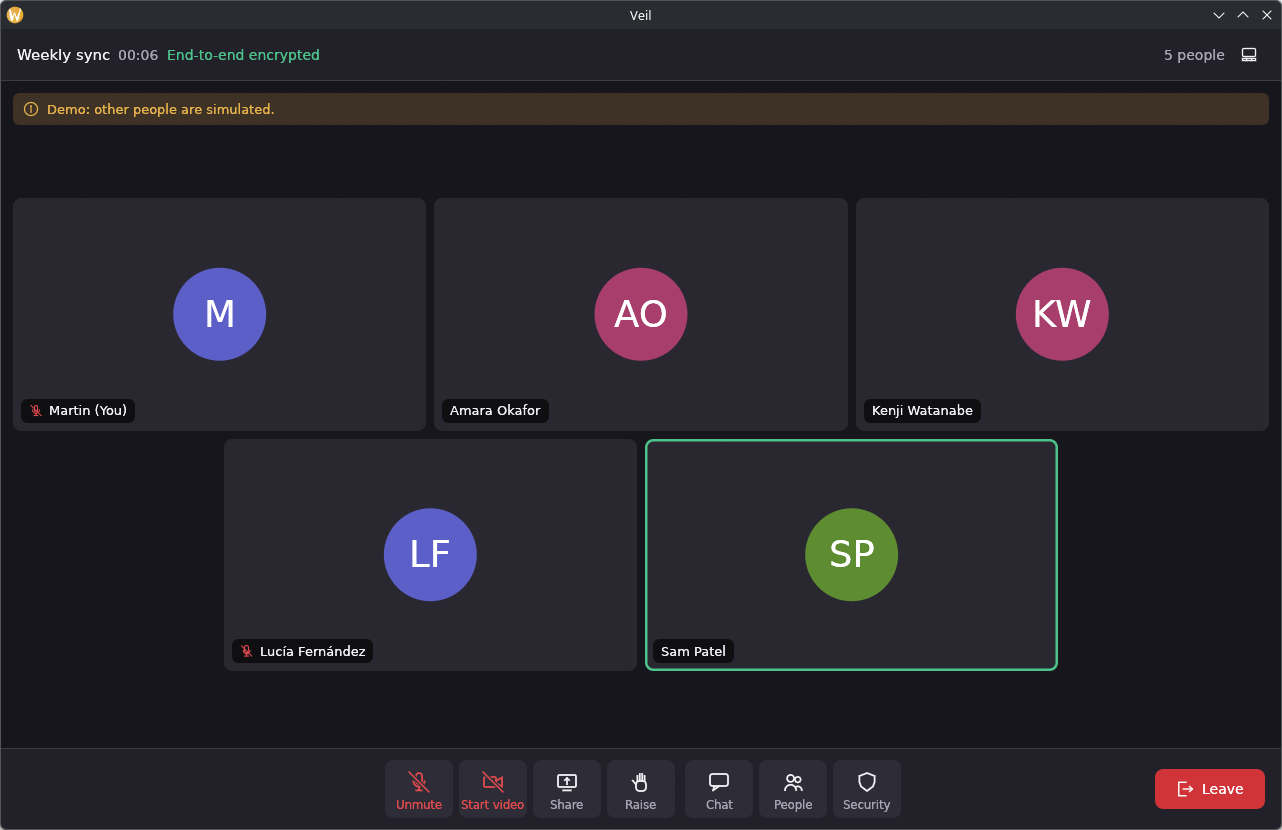 Veil
Weekly sync 00:06 End-to-end encrypted
5 people
Demo: other people are simulated.
M
AO
KW
Martin (You)
Amara Okafor
Kenji Watanabe
LF
SP
Lucía Fernández
Sam Patel
Unmute
Start video
Share
Raise
Chat
People
Security
Leave